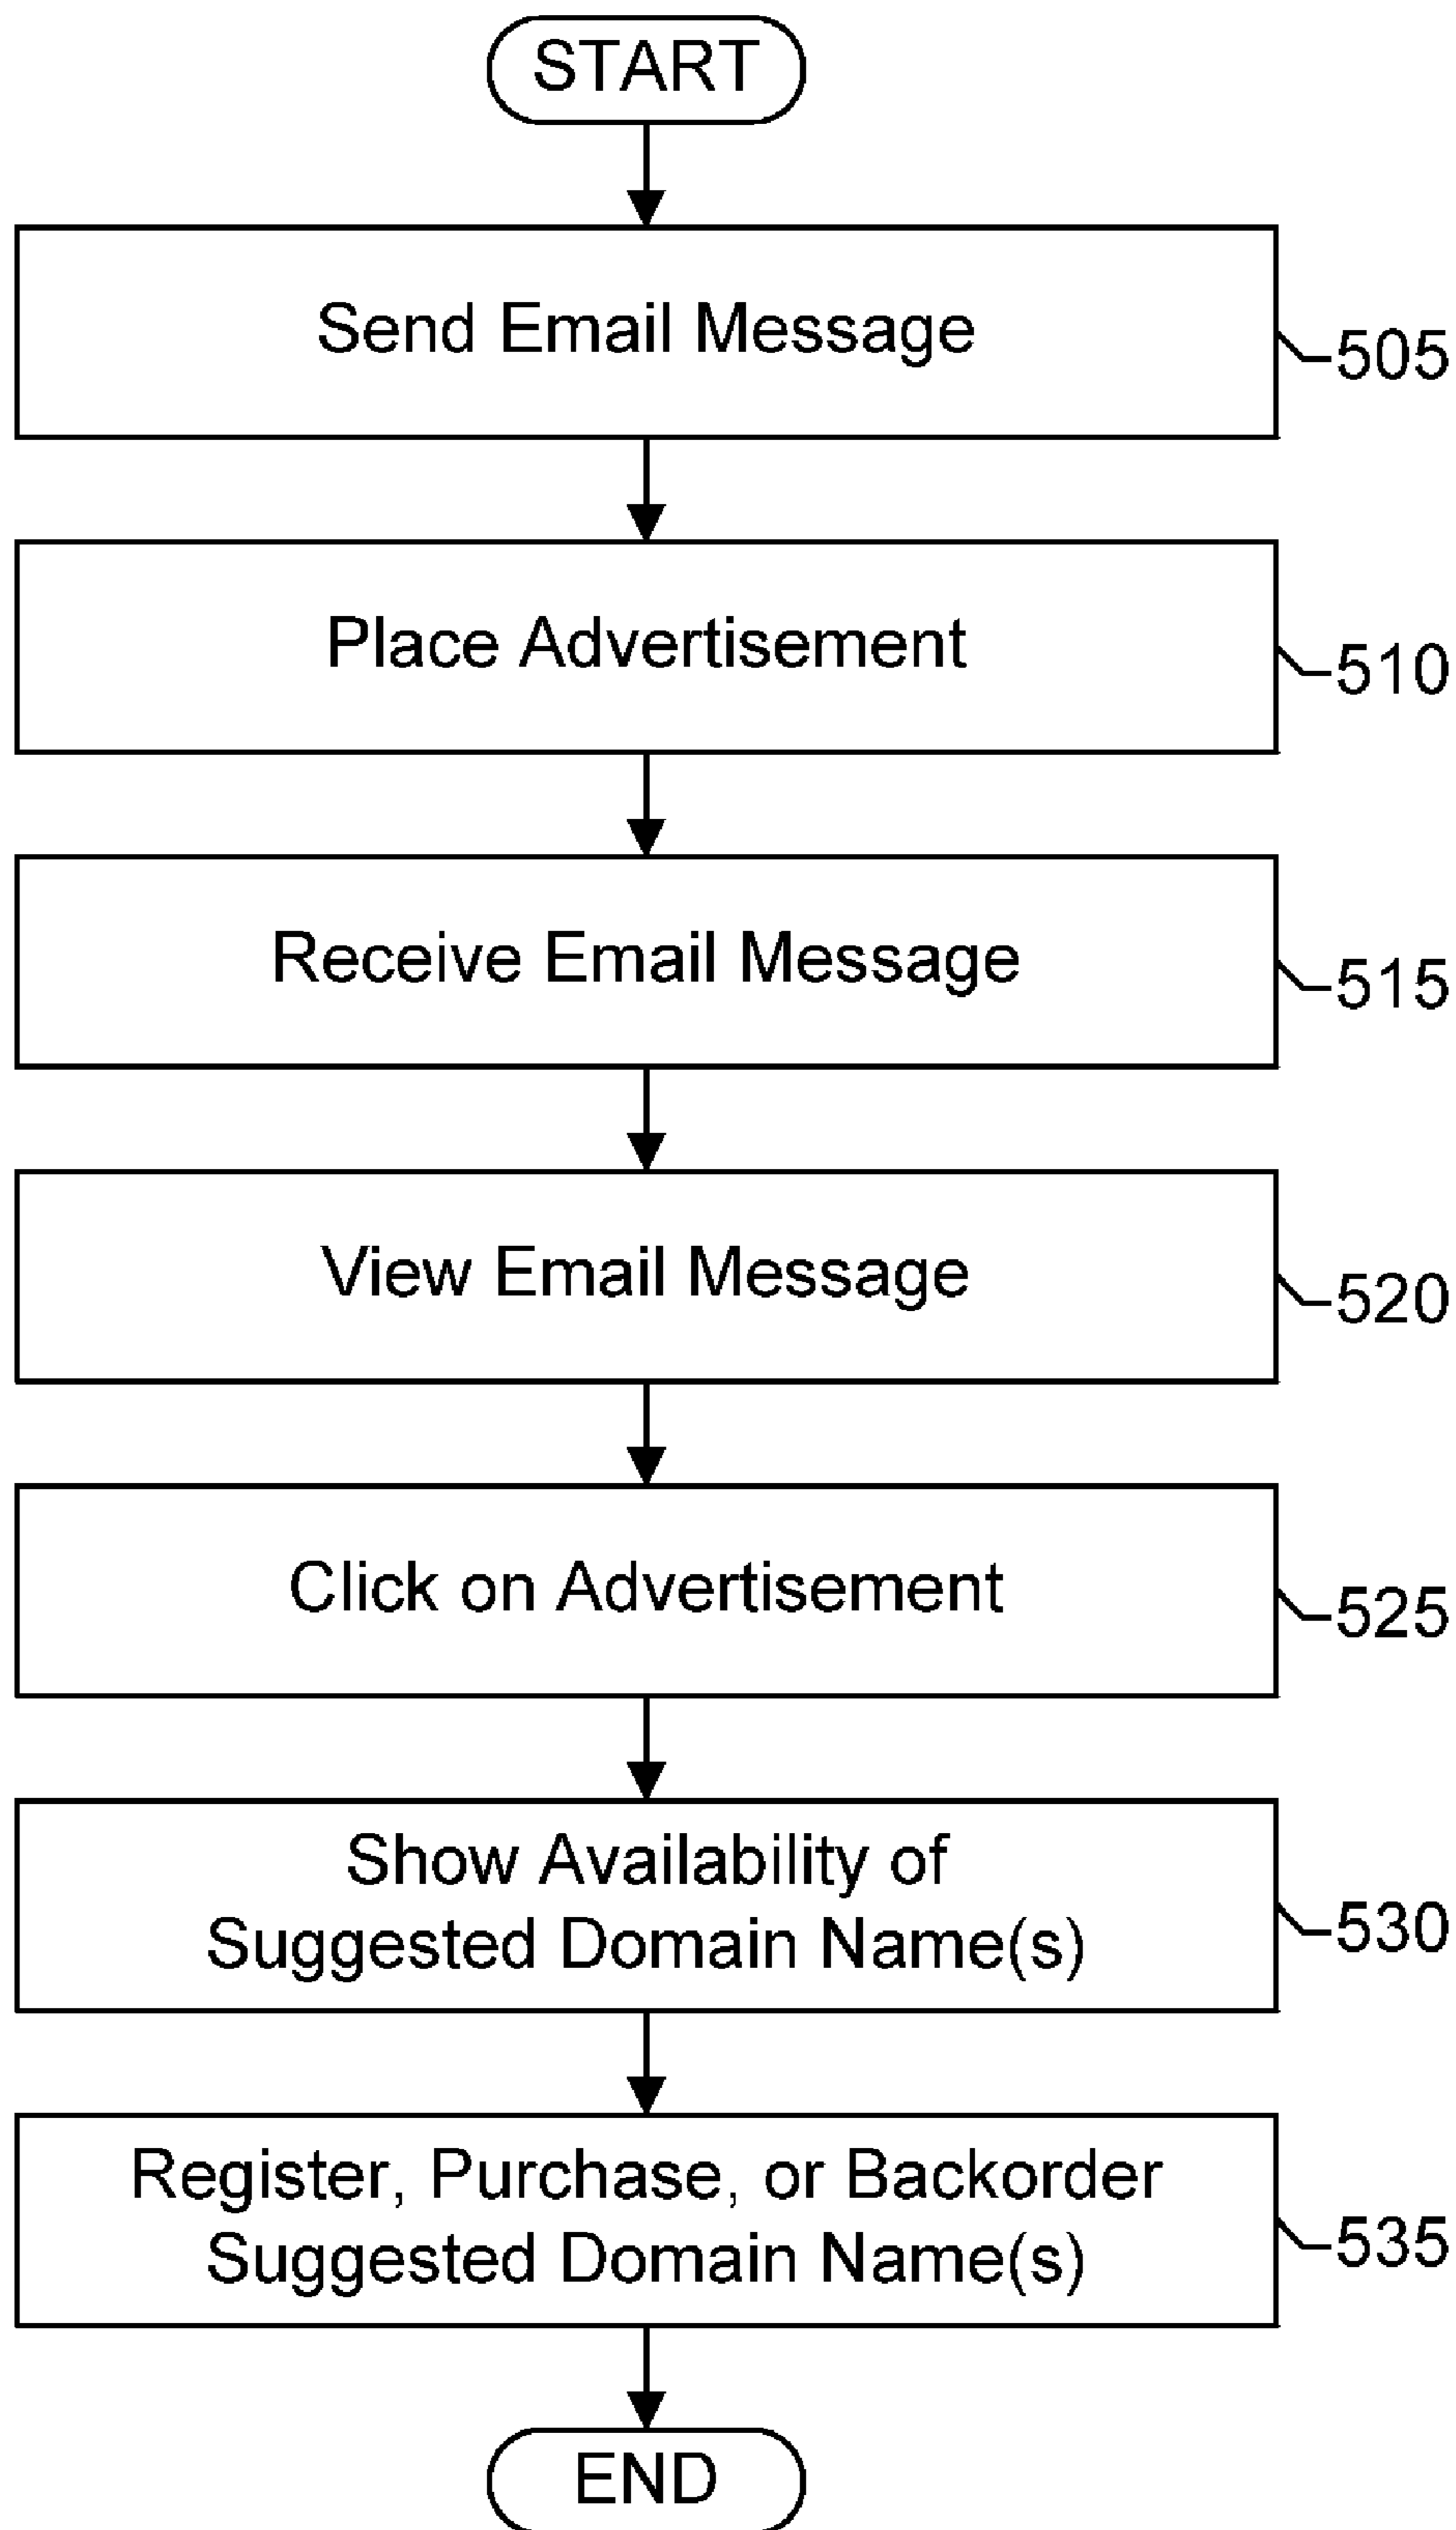 START
Send Email Message
505
Place Advertisement
510
Receive Email Message
515
View Email Message
520
Click on Advertisement
525
Show Availability of
Suggested Domain Name(s)
530
Register, Purchase, or Backorder
Suggested Domain Name(s)
535
END